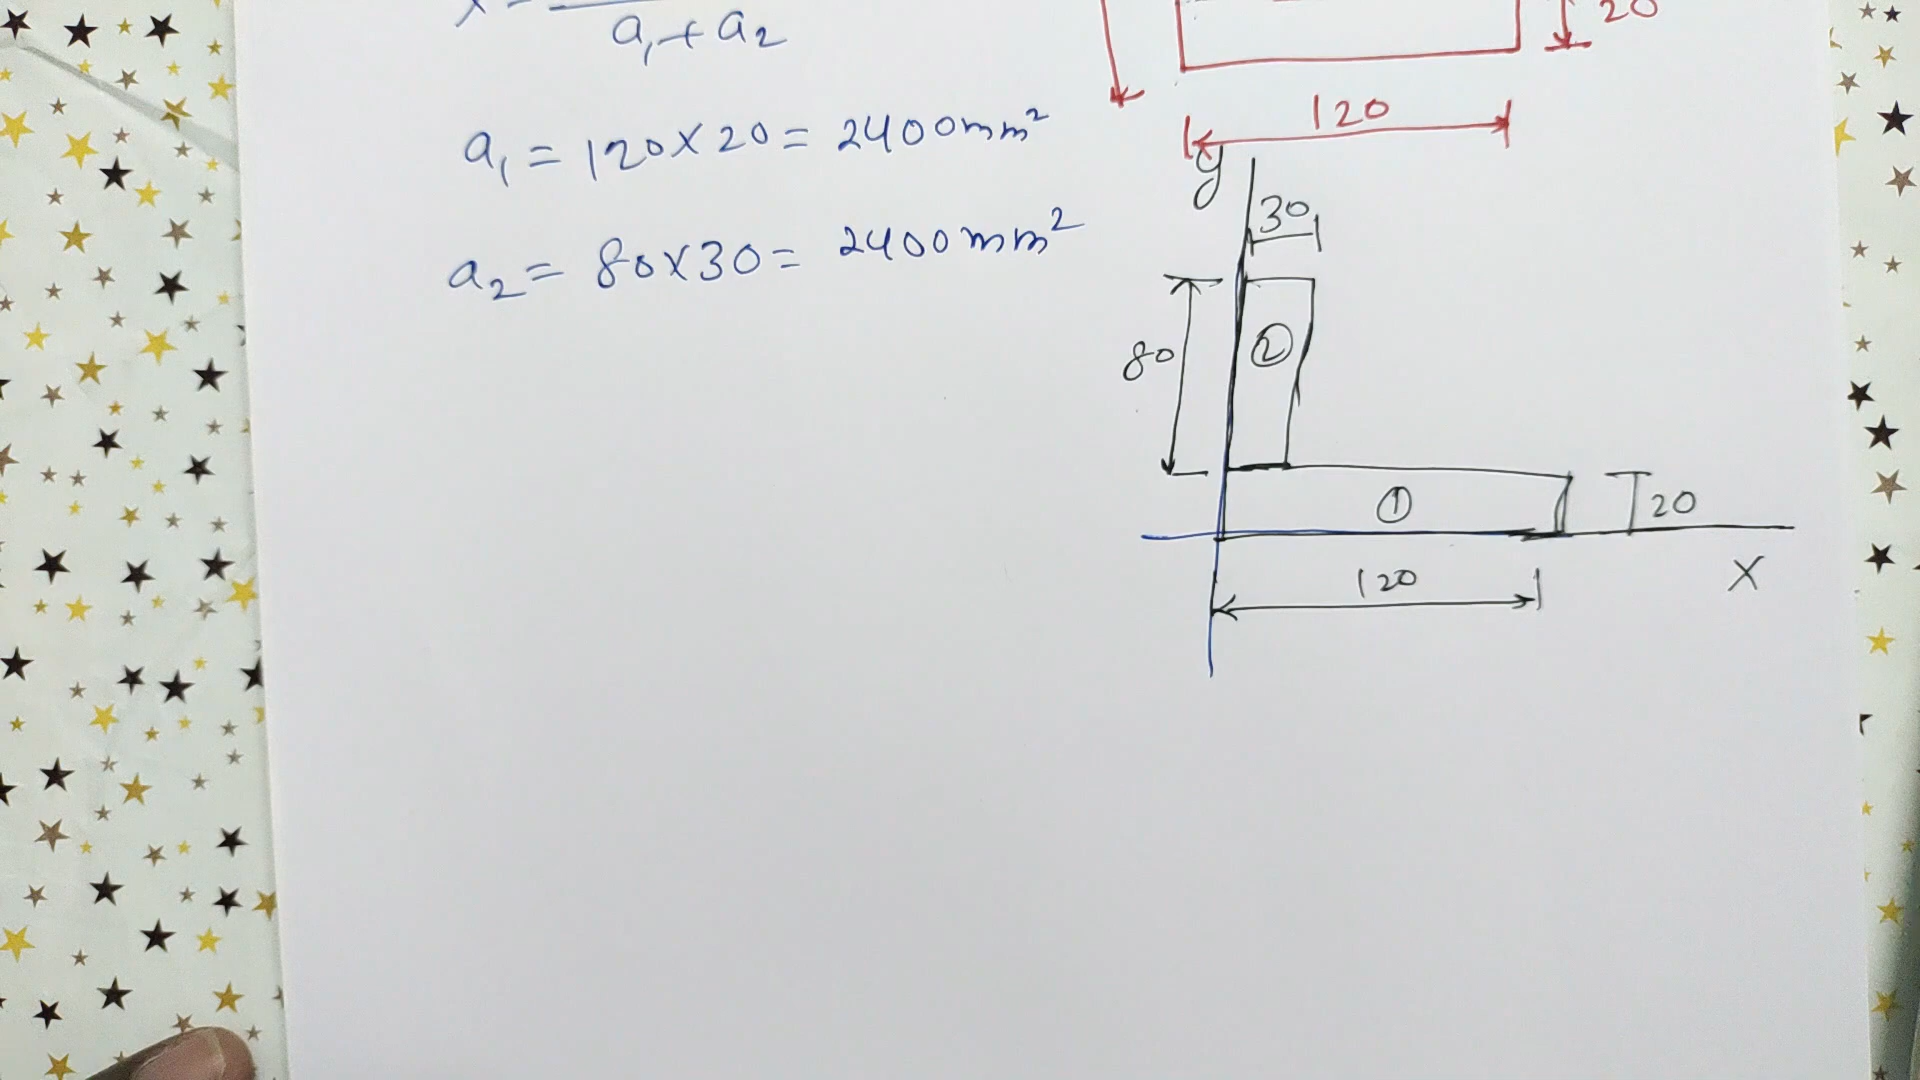 a₁ + a₂
20
120
a₁ = 120 x 20 = 2400mm²
y
30
a₂ = 80 x 30 = 2400mm²
80
②
①
20
120
x